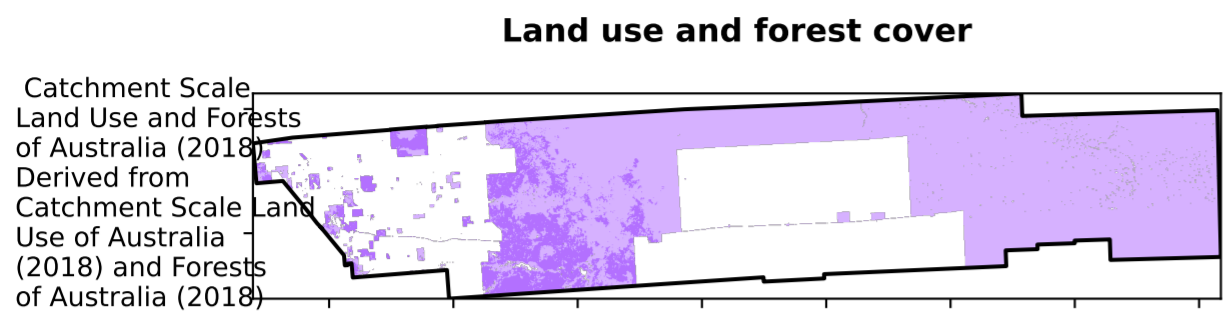 Land use and forest cover
Catchment Scale
Land Use and Forests
of Australia (2018)
Derived from
Catchment Scale Land
Use of Australia
(2018) and Forests
of Australia (2018)